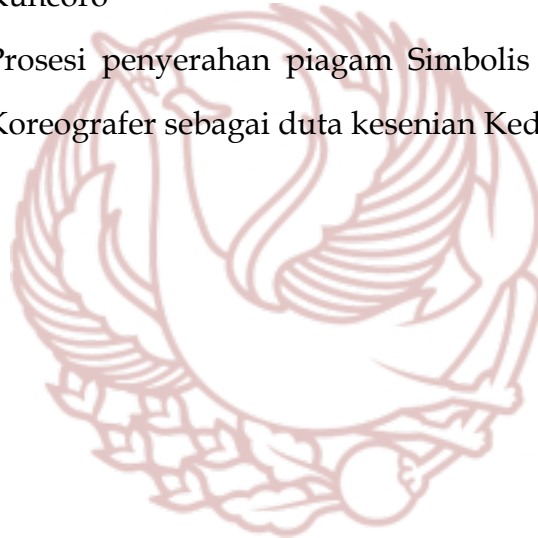 Kuncoro
Prosesi penyerahan piagam Simbolis
Koreografer sebagai duta kesenian Ked